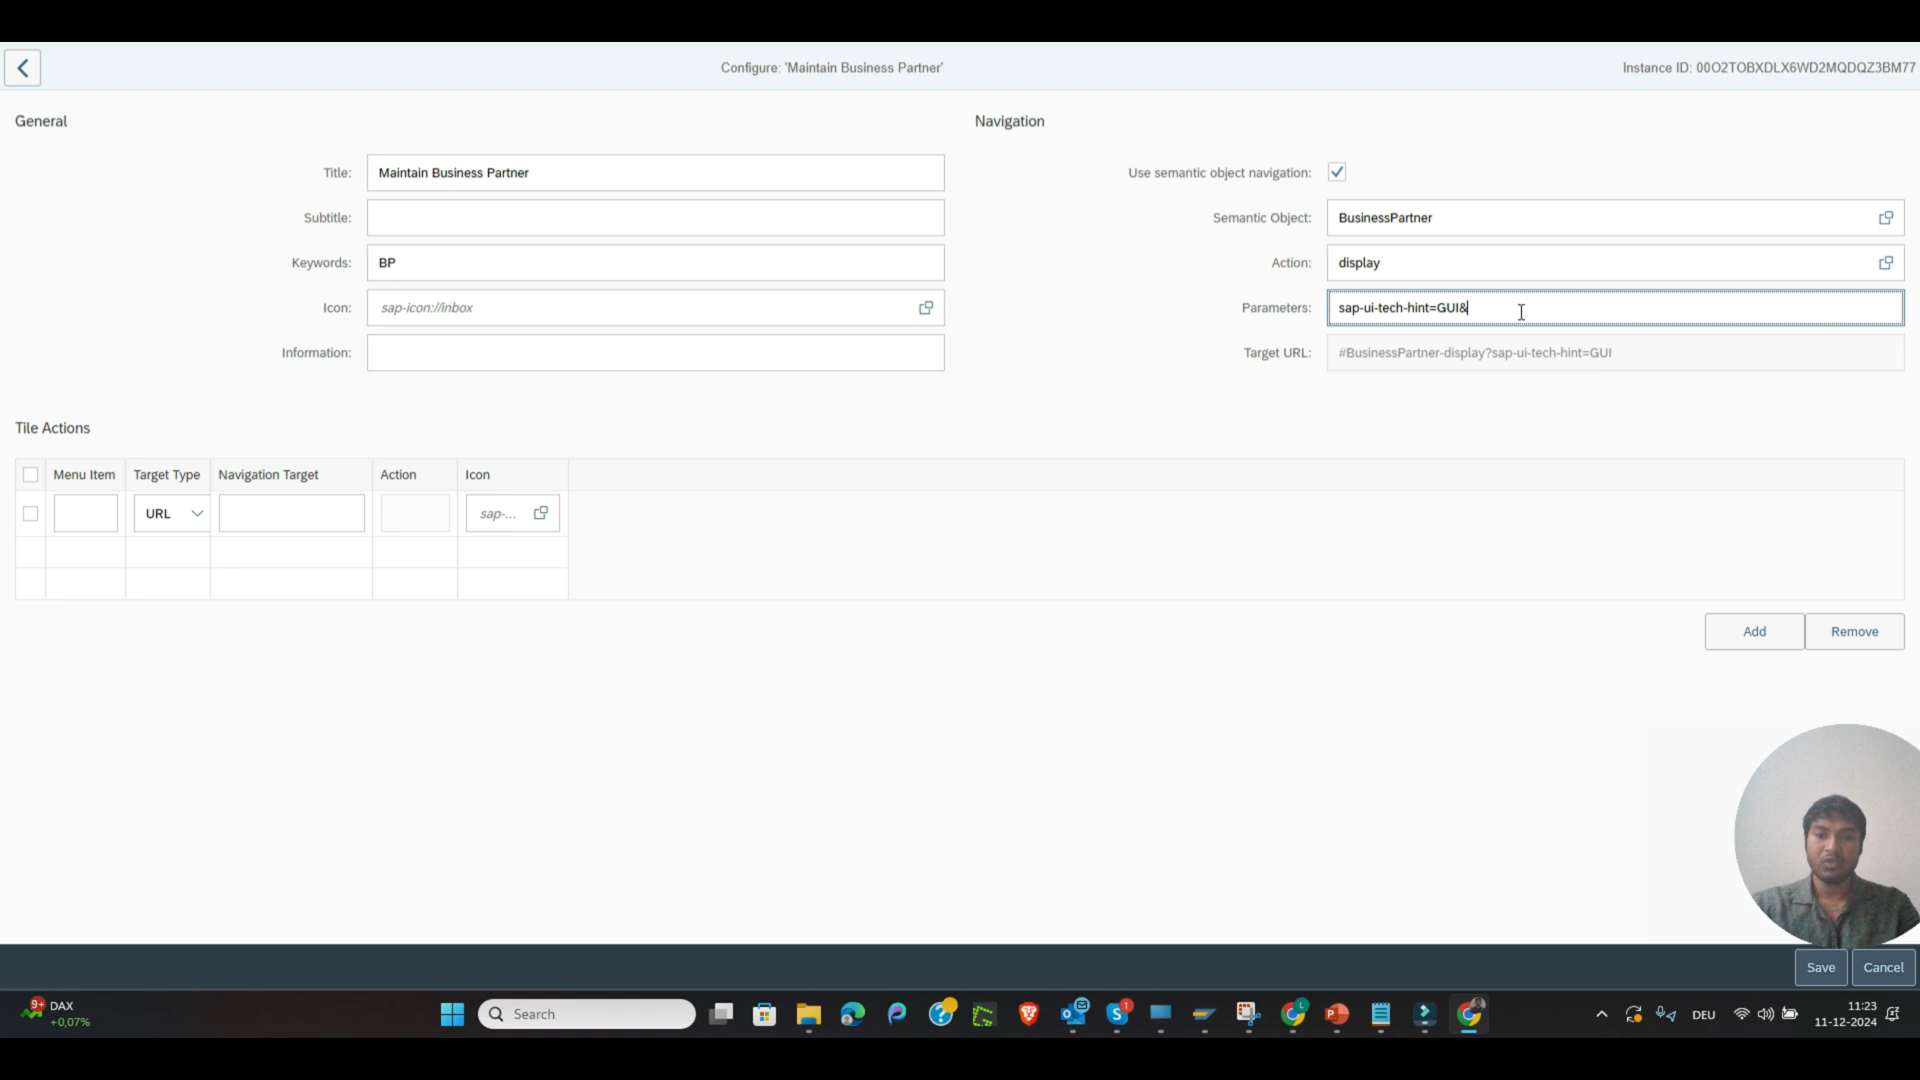 Configure: 'Maintain Business Partner'
Instance ID: 00O2TOBXDLX6WD2MQDQZ3BM77
General
Navigation
Title: Maintain Business Partner
Use semantic object navigation:
Subtitle:
Semantic Object: BusinessPartner
Keywords: BP
Action: display
Icon: sap-icon://inbox
Parameters: sap-ui-tech-hint=GUI&
Information:
Target URL: #BusinessPartner-display?sap-ui-tech-hint=GUI
Tile Actions
Menu Item Target Type Navigation Target Action Icon
URL sap-...
Add Remove
Save Cancel
9+ DAX
+0,07%
Search
1
L
DEU
11:23
11-12-2024